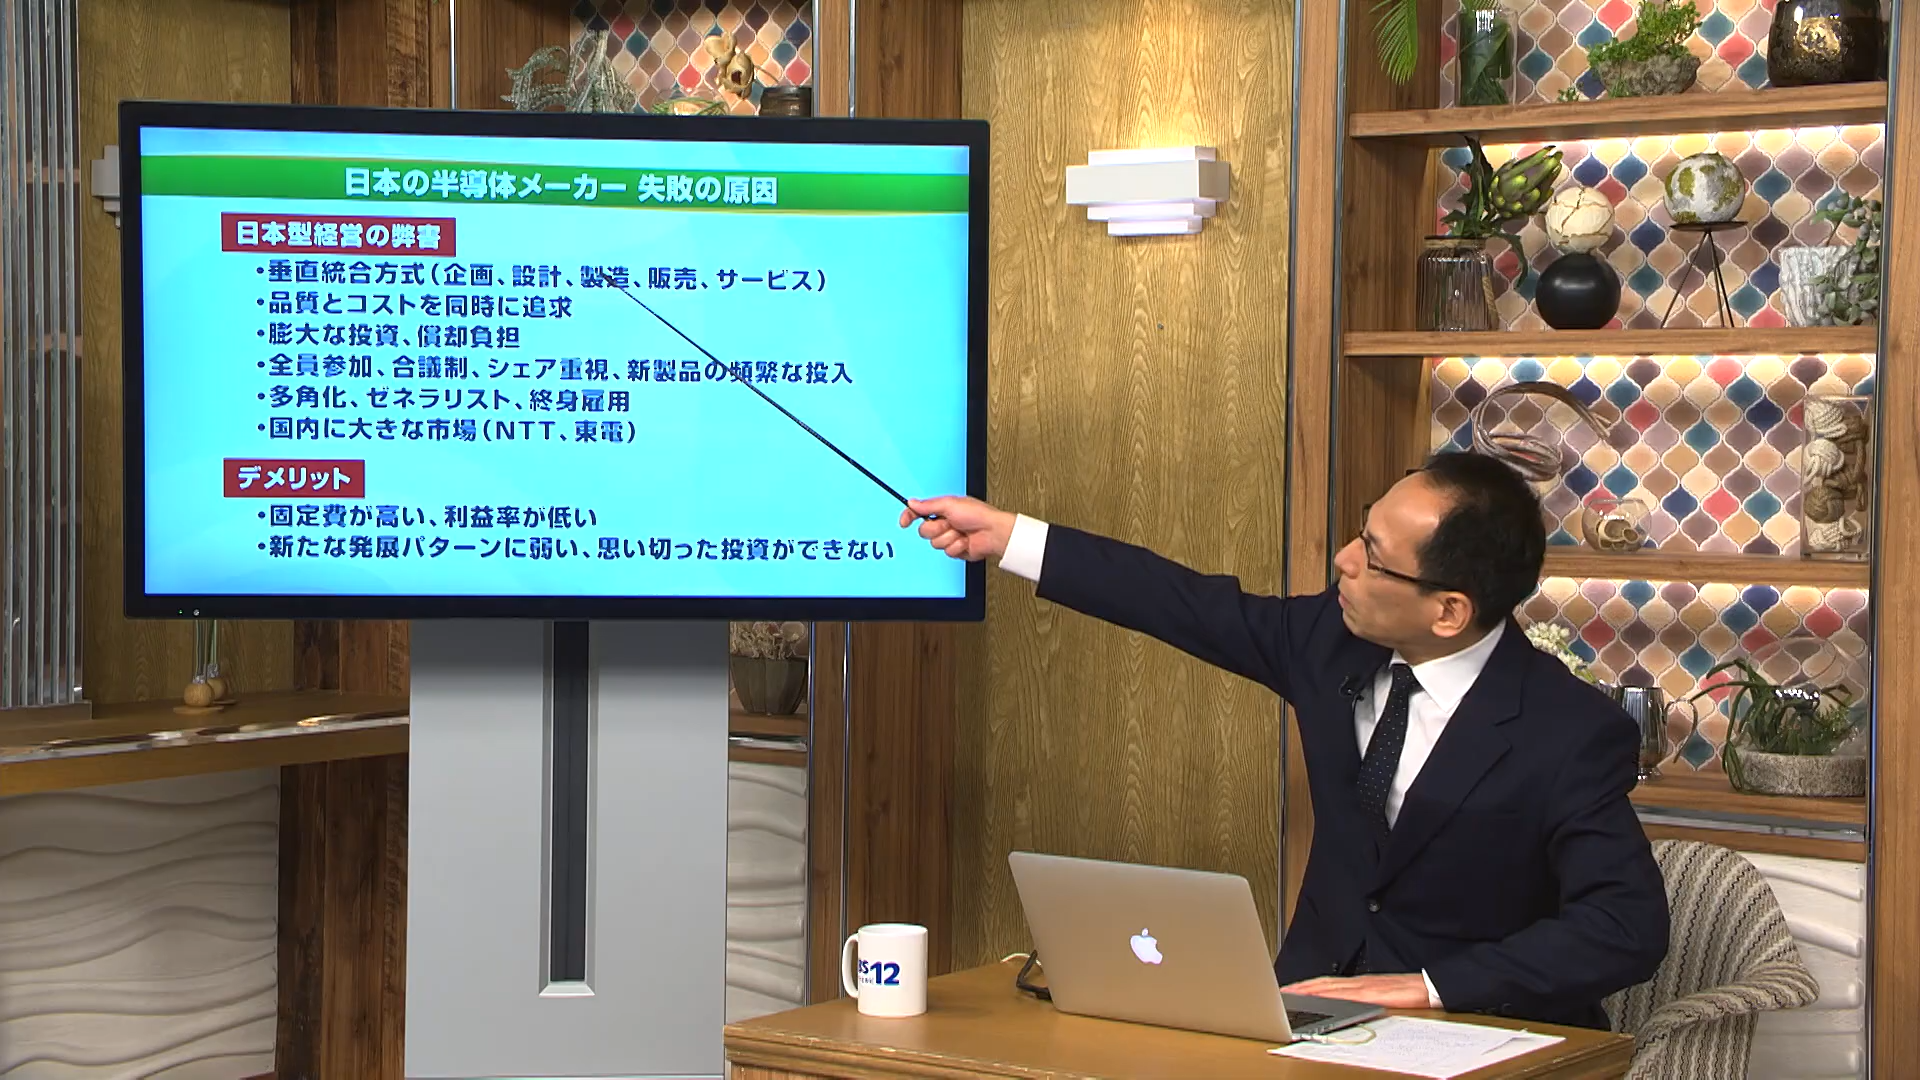 日本の半導体メーカー 失敗の原因
日本型経営の弊害
・垂直統合方式(企画、設計、製造、販売、サービス)
・品質とコストを同時に追求
・膨大な投資、償却負担
・全員参加、合議制、シェア重視、新製品の頻繁な投入
・多角化、ゼネラリスト、終身雇用
・国内に大きな市場(NTT、東電)
デメリット
・固定費が高い、利益率が低い
・新たな発展パターンに弱い、思い切った投資ができない
BS12